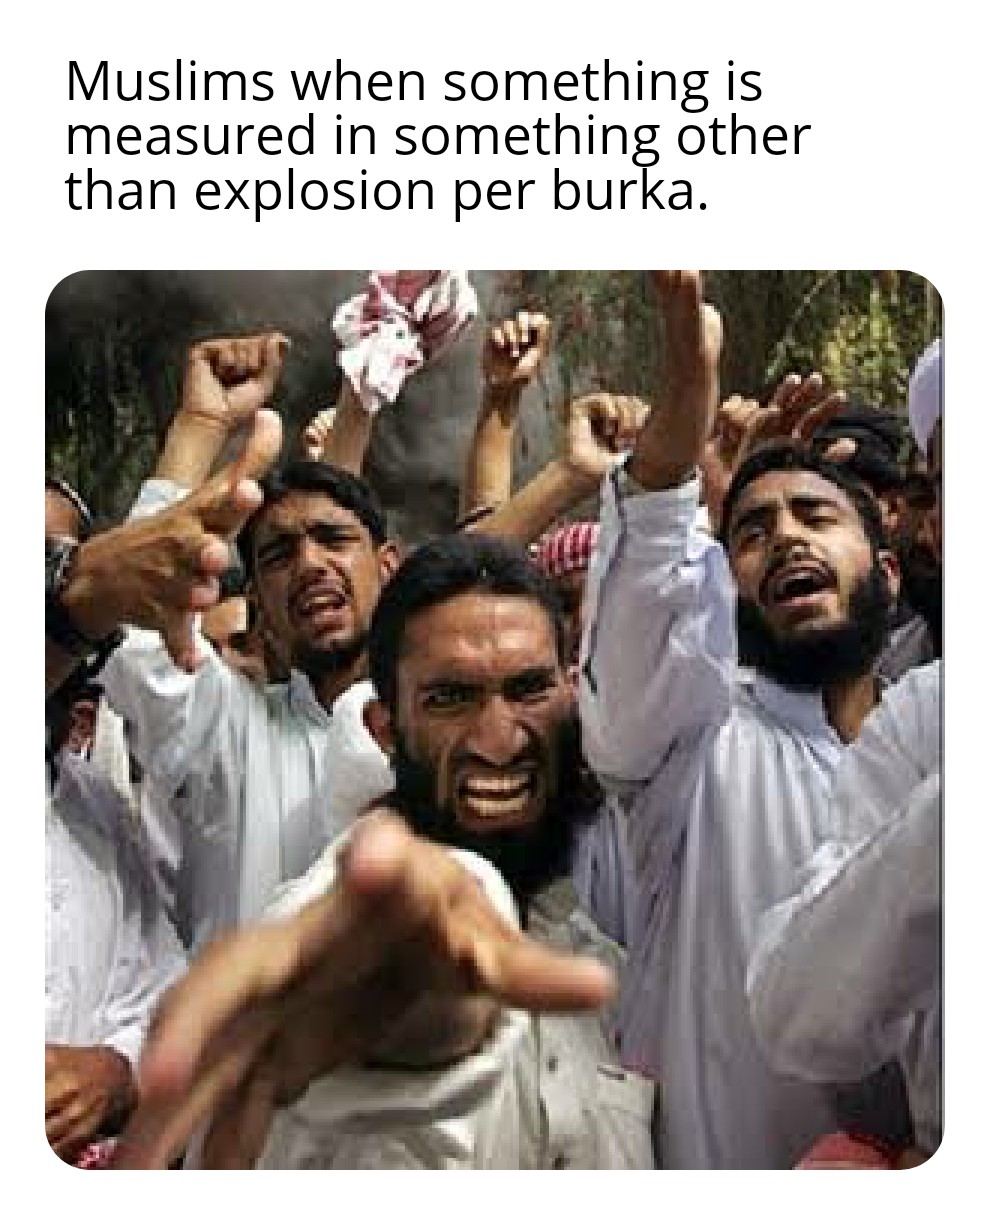 Muslims when something is
measured in something other
than explosion per burka.